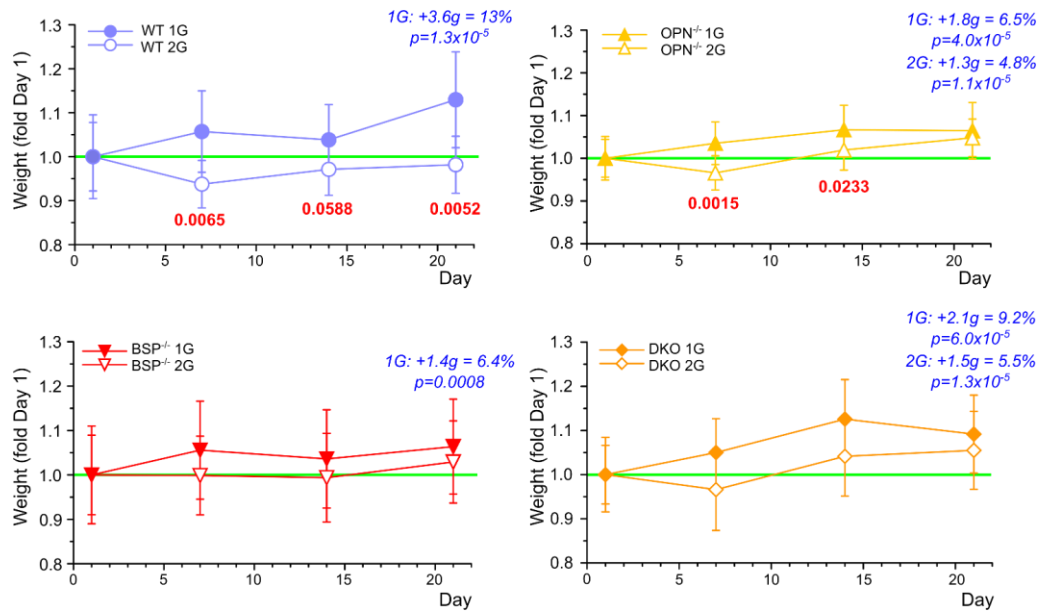 1G: +3.6g = 13%
p=1.3x10⁻⁵
WT 1G
WT 2G
Weight (fold Day 1)
1.3
1.2
1.1
1.0
0.9
0.8
0.0065
0.0588
0.0052
0
5
10
15
20
Day
1G: +1.8g = 6.5%
p=4.0x10⁻⁵
2G: +1.3g = 4.8%
p=1.1x10⁻⁵
OPN⁻/⁻ 1G
OPN⁻/⁻ 2G
Weight (fold Day 1)
1.3
1.2
1.1
1.0
0.9
0.8
0.0015
0.0233
0
5
10
15
20
Day
1G: +1.4g = 6.4%
p=0.0008
BSP⁻/⁻ 1G
BSP⁻/⁻ 2G
Weight (fold Day 1)
1.3
1.2
1.1
1.0
0.9
0.8
0
5
10
15
20
Day
1G: +2.1g = 9.2%
p=6.0x10⁻⁵
2G: +1.5g = 5.5%
p=1.3x10⁻⁵
DKO 1G
DKO 2G
Weight (fold Day 1)
1.3
1.2
1.1
1.0
0.9
0.8
0
5
10
15
20
Day